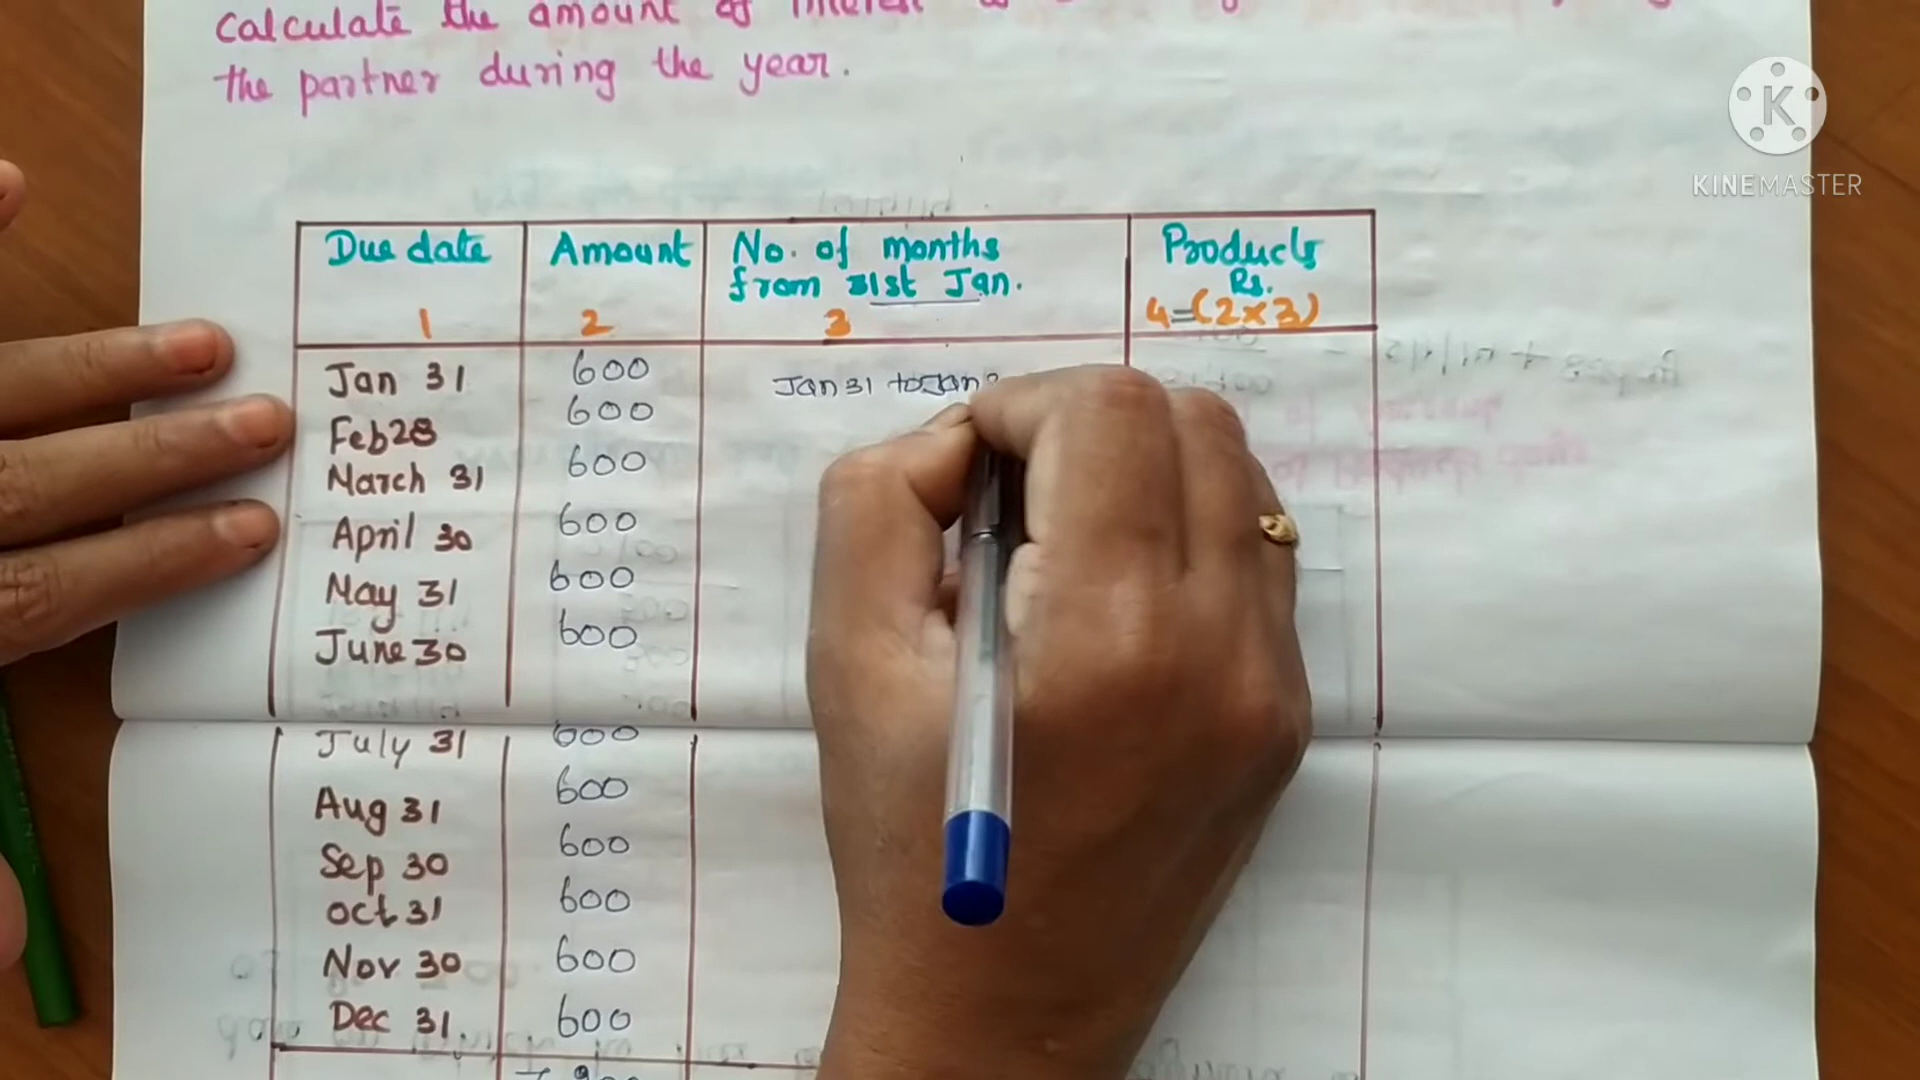 calculate the amount of
the partner during the year.
KINEMASTER
Due date Amount No. of months from 31st Jan. Products Rs.
1 2 3 4=(2x3)
Jan 31 600 Jan 31 to Jan
Feb 28 600
March 31 600
April 30 600
May 31 600
June 30 600
July 31 600
Aug 31 600
Sep 30 600
Oct 31 600
Nov 30 600
Dec 31. 600